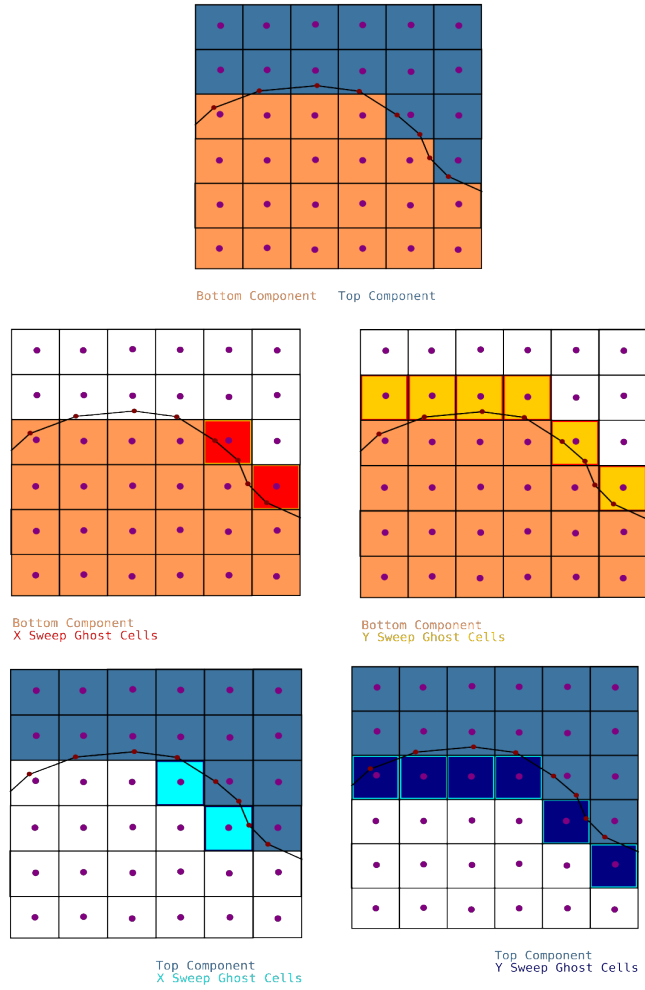 Bottom Component Top Component
Bottom Component
X Sweep Ghost Cells
Bottom Component
Y Sweep Ghost Cells
Top Component
X Sweep Ghost Cells
Top Component
Y Sweep Ghost Cells